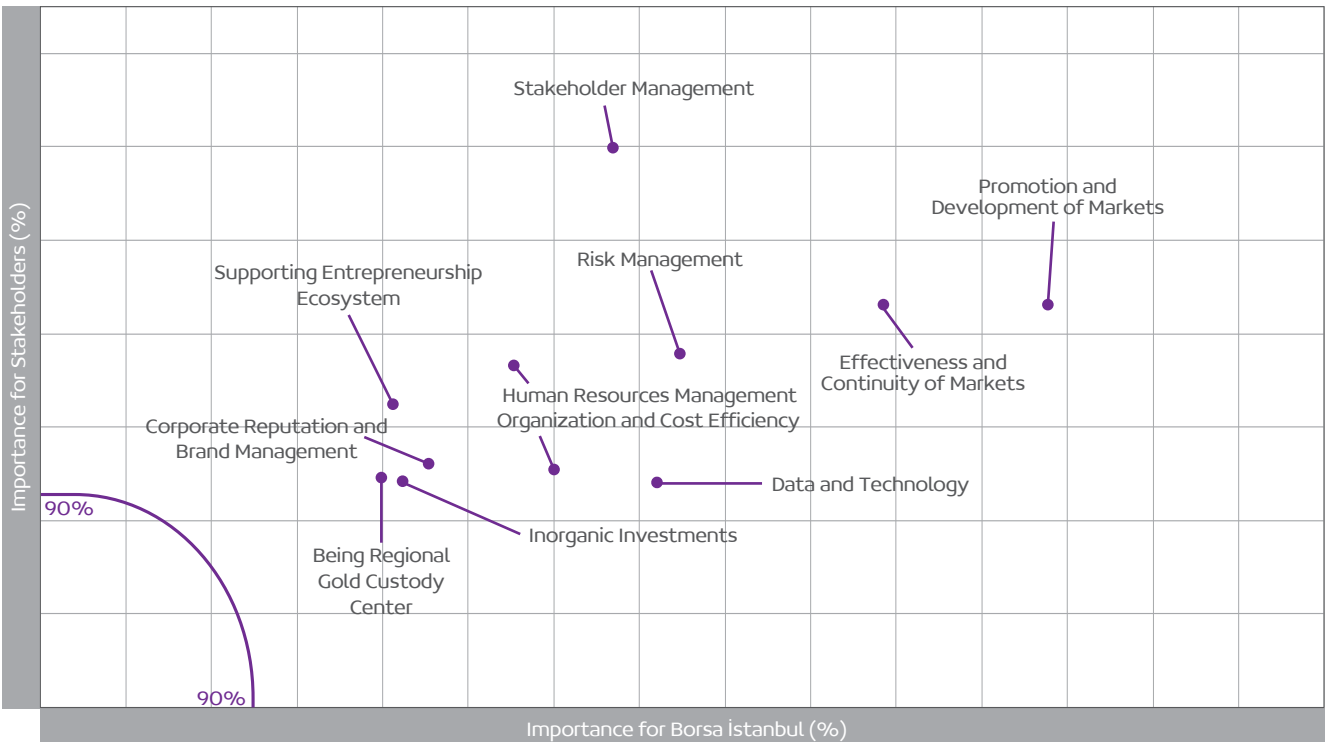 Importance for Stakeholders (%)
Stakeholder Management
Promotion and
Development of Markets
Risk Management
Supporting Entrepreneurship
Ecosystem
Effectiveness and
Continuity of Markets
Human Resources Management
Organization and Cost Efficiency
Corporate Reputation and
Brand Management
Data and Technology
90%
Inorganic Investments
Being Regional
Gold Custody
Center
90%
Importance for Borsa İstanbul (%)